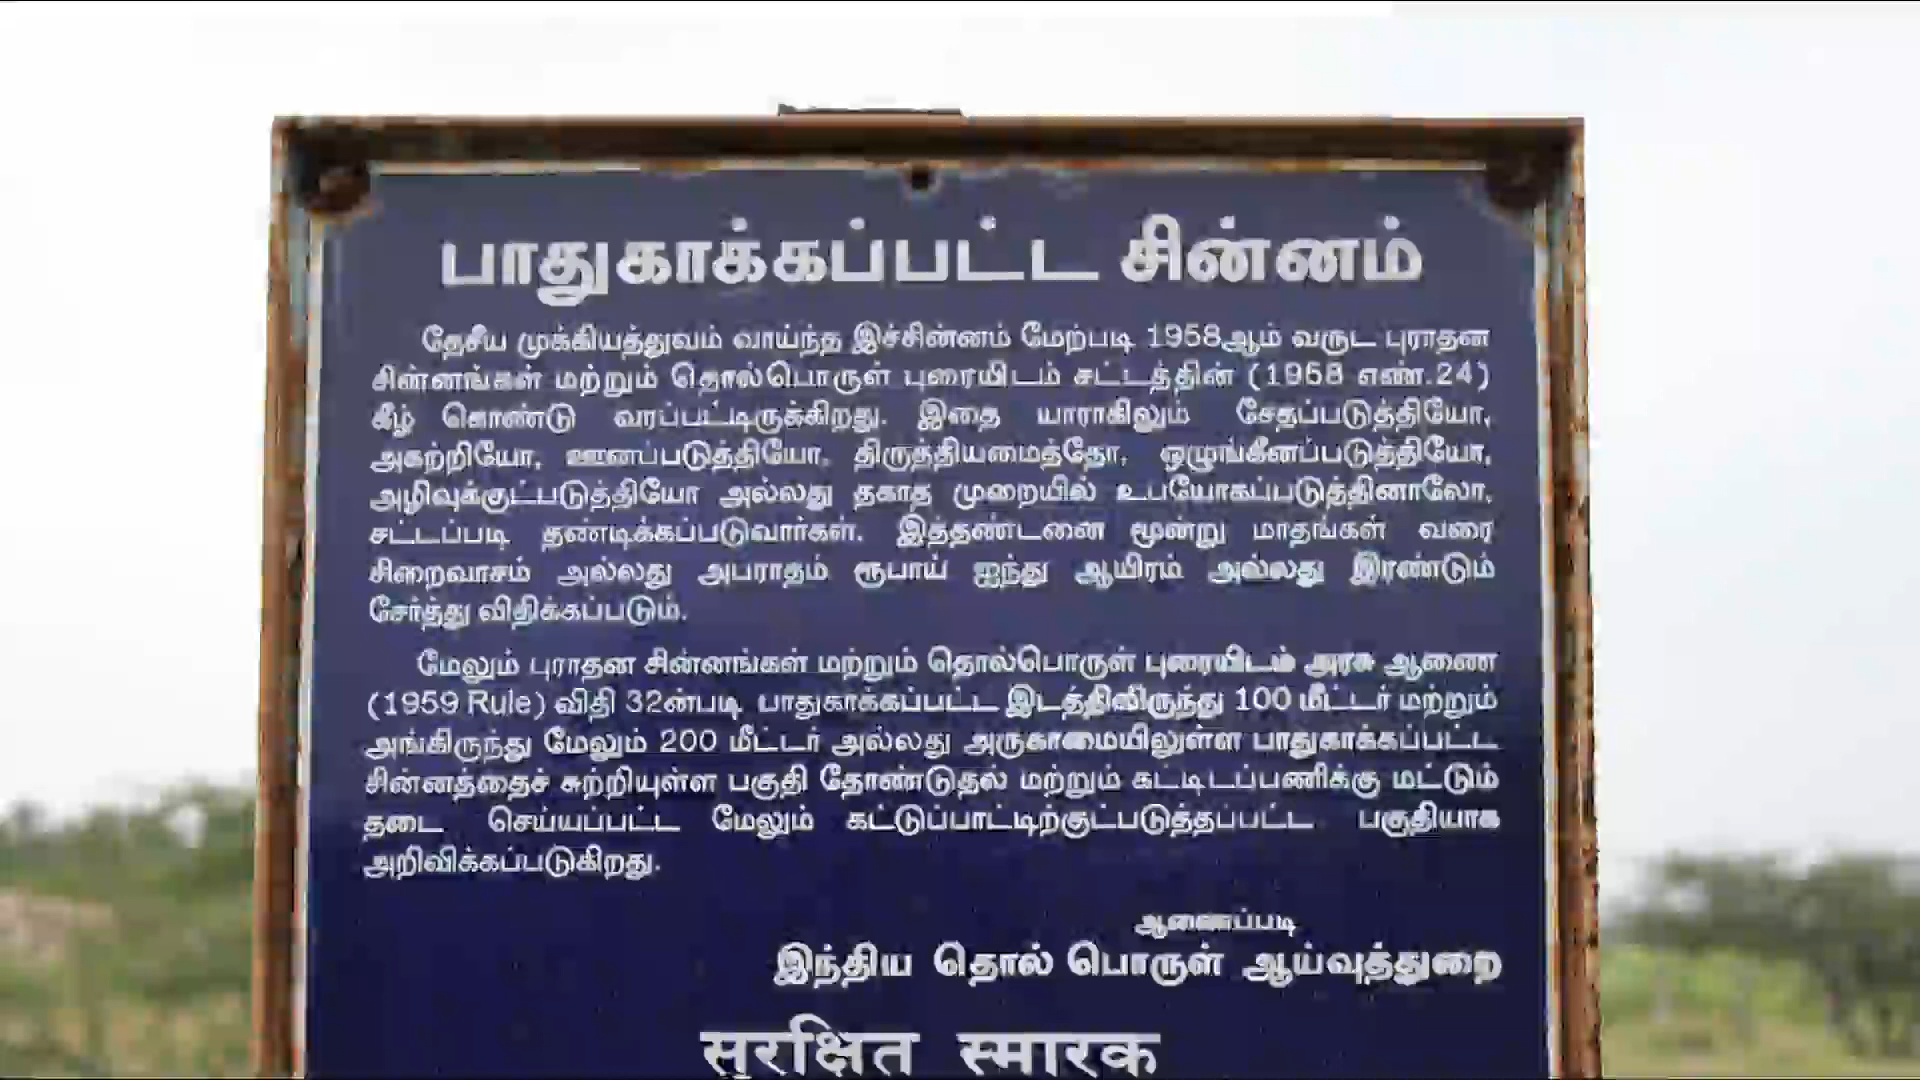 பாதுகாக்கப்பட்ட சின்னம்
தேசீய முக்கியத்துவம் வாய்ந்த இச்சின்னம் மேற்படி 1958ஆம் வருட புராதன
சின்னங்கள் மற்றும் தொல்பொருள் புரையிடம் சட்டத்தின் (1958 எண்.24)
கீழ் கொண்டு வரப்பட்டிருக்கிறது. இதை யாராகிலும் சேதப்படுத்தியோ,
அகற்றியோ, ஊனப்படுத்தியோ, திருத்தியமைத்தோ, ஒழுங்கீனப்படுத்தியோ,
அழிவுக்குட்படுத்தியோ அல்லது தகாத முறையில் உபயோகப்படுத்தினாலோ,
சட்டப்படி தண்டிக்கப்படுவார்கள். இத்தண்டனை மூன்று மாதங்கள் வரை
சிறைவாசம் அல்லது அபராதம் ரூபாய் ஐந்து ஆயிரம் அல்லது இரண்டும்
சேர்த்து விதிக்கப்படும்.
மேலும் புராதன சின்னங்கள் மற்றும் தொல்பொருள் புரையிடம் அரசு ஆணை
(1959 Rule) விதி 32ன்படி பாதுகாக்கப்பட்ட இடத்திலிருந்து 100 மீட்டர் மற்றும்
அங்கிருந்து மேலும் 200 மீட்டர் அல்லது அருகாமையிலுள்ள பாதுகாக்கப்பட்ட
சின்னத்தைச் சுற்றியுள்ள பகுதி தோண்டுதல் மற்றும் கட்டிடப்பணிக்கு மட்டும்
தடை செய்யப்பட்ட மேலும் கட்டுப்பாட்டிற்குட்படுத்தப்பட்ட பகுதியாக
அறிவிக்கப்படுகிறது.
ஆணைப்படி
இந்திய தொல் பொருள் ஆய்வுத்துறை
सुरक्षित स्मारक